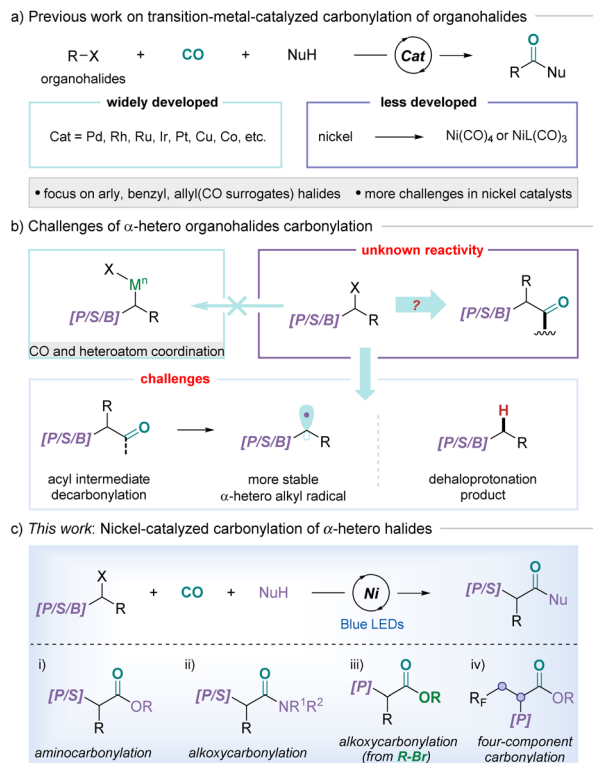 a) Previous work on transition-metal-catalyzed carbonylation of organohalides
R–X + CO + NuH Cat O R Nu
organohalides
widely developed
Cat = Pd, Rh, Ru, Ir, Pt, Cu, Co, etc.
less developed
nickel Ni(CO)4 or NiL(CO)3
• focus on arly, benzyl, allyl(CO surrogates) halides • more challenges in nickel catalysts
b) Challenges of α-hetero organohalides carbonylation
unknown reactivity
X Mⁿ [P/S/B] R
CO and heteroatom coordination
X [P/S/B] R ? R [P/S/B] O
challenges
R [P/S/B] O
acyl intermediate
decarbonylation
[P/S/B] R
more stable
α-hetero alkyl radical
H [P/S/B] R
dehaloprotonation
product
c) This work: Nickel-catalyzed carbonylation of α-hetero halides
X [P/S/B] R + CO + NuH Ni O [P/S] Nu R
Blue LEDs
i) O [P/S] OR R
aminocarbonylation
ii) O [P/S] NR¹R² R
alkoxycarbonylation
iii) O [P] OR R
alkoxycarbonylation
(from R-Br)
iv) O RF OR [P]
four-component
carbonylation